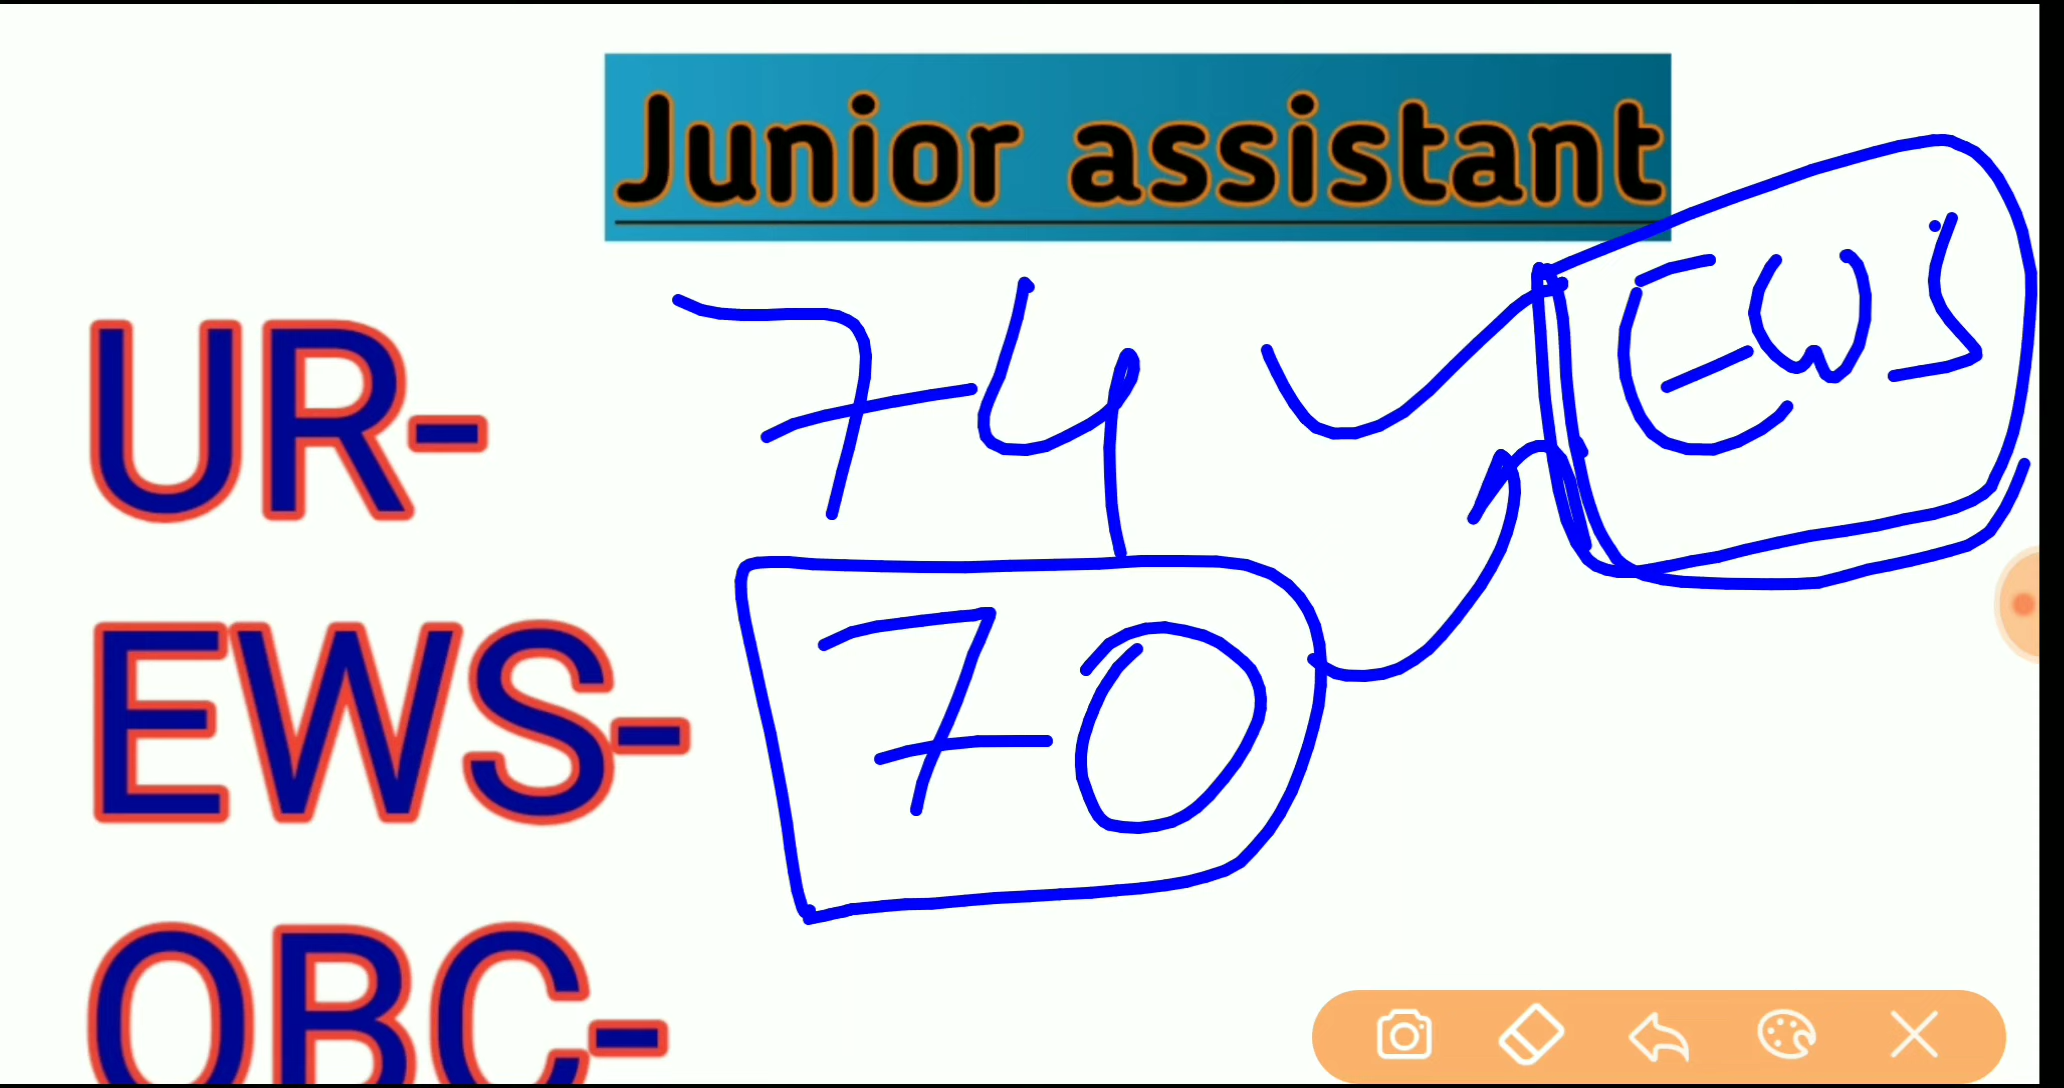 Junior assistant
UR- 74
EWS
EWS- 70
OBC-